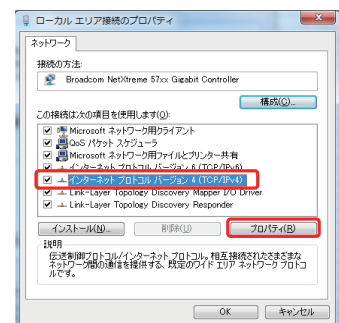 ローカル エリア接続のプロパティ
ネットワーク
接続の方法:
Broadcom NetXtreme 57xx Gigabit Controller
構成(C)...
この接続は次の項目を使用します(O):
Microsoft ネットワーク用クライアント
QoS パケット スケジューラ
Microsoft ネットワーク用ファイルとプリンター共有
インターネット プロトコル バージョン 6 (TCP/IPv6)
インターネット プロトコル バージョン 4 (TCP/IPv4)
Link-Layer Topology Discovery Mapper I/O Driver
Link-Layer Topology Discovery Responder
インストール(N)...
削除(U)
プロパティ(R)
説明
伝送制御プロトコル/インターネット プロトコル。相互接続されたさまざまな
ネットワーク間の通信を提供する、既定のワイド エリア ネットワーク プロトコ
ルです。
OK
キャンセル